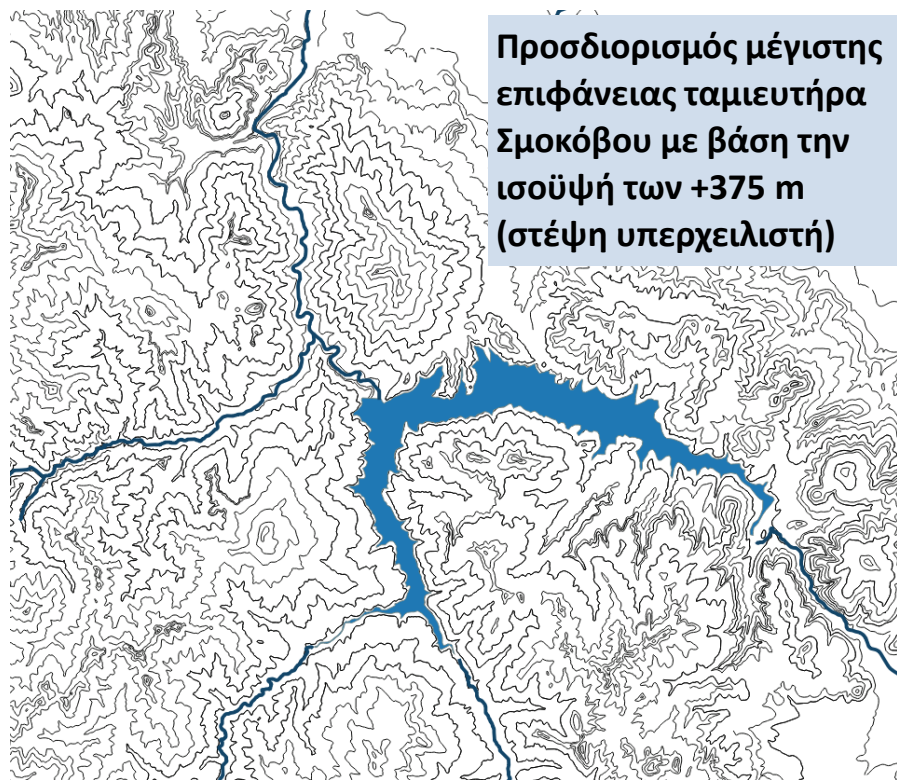 Προσδιορισμός μέγιστης
επιφάνειας ταμιευτήρα
Σμοκόβου με βάση την
ισοϋψή των +375 m
(στέψη υπερχειλιστή)